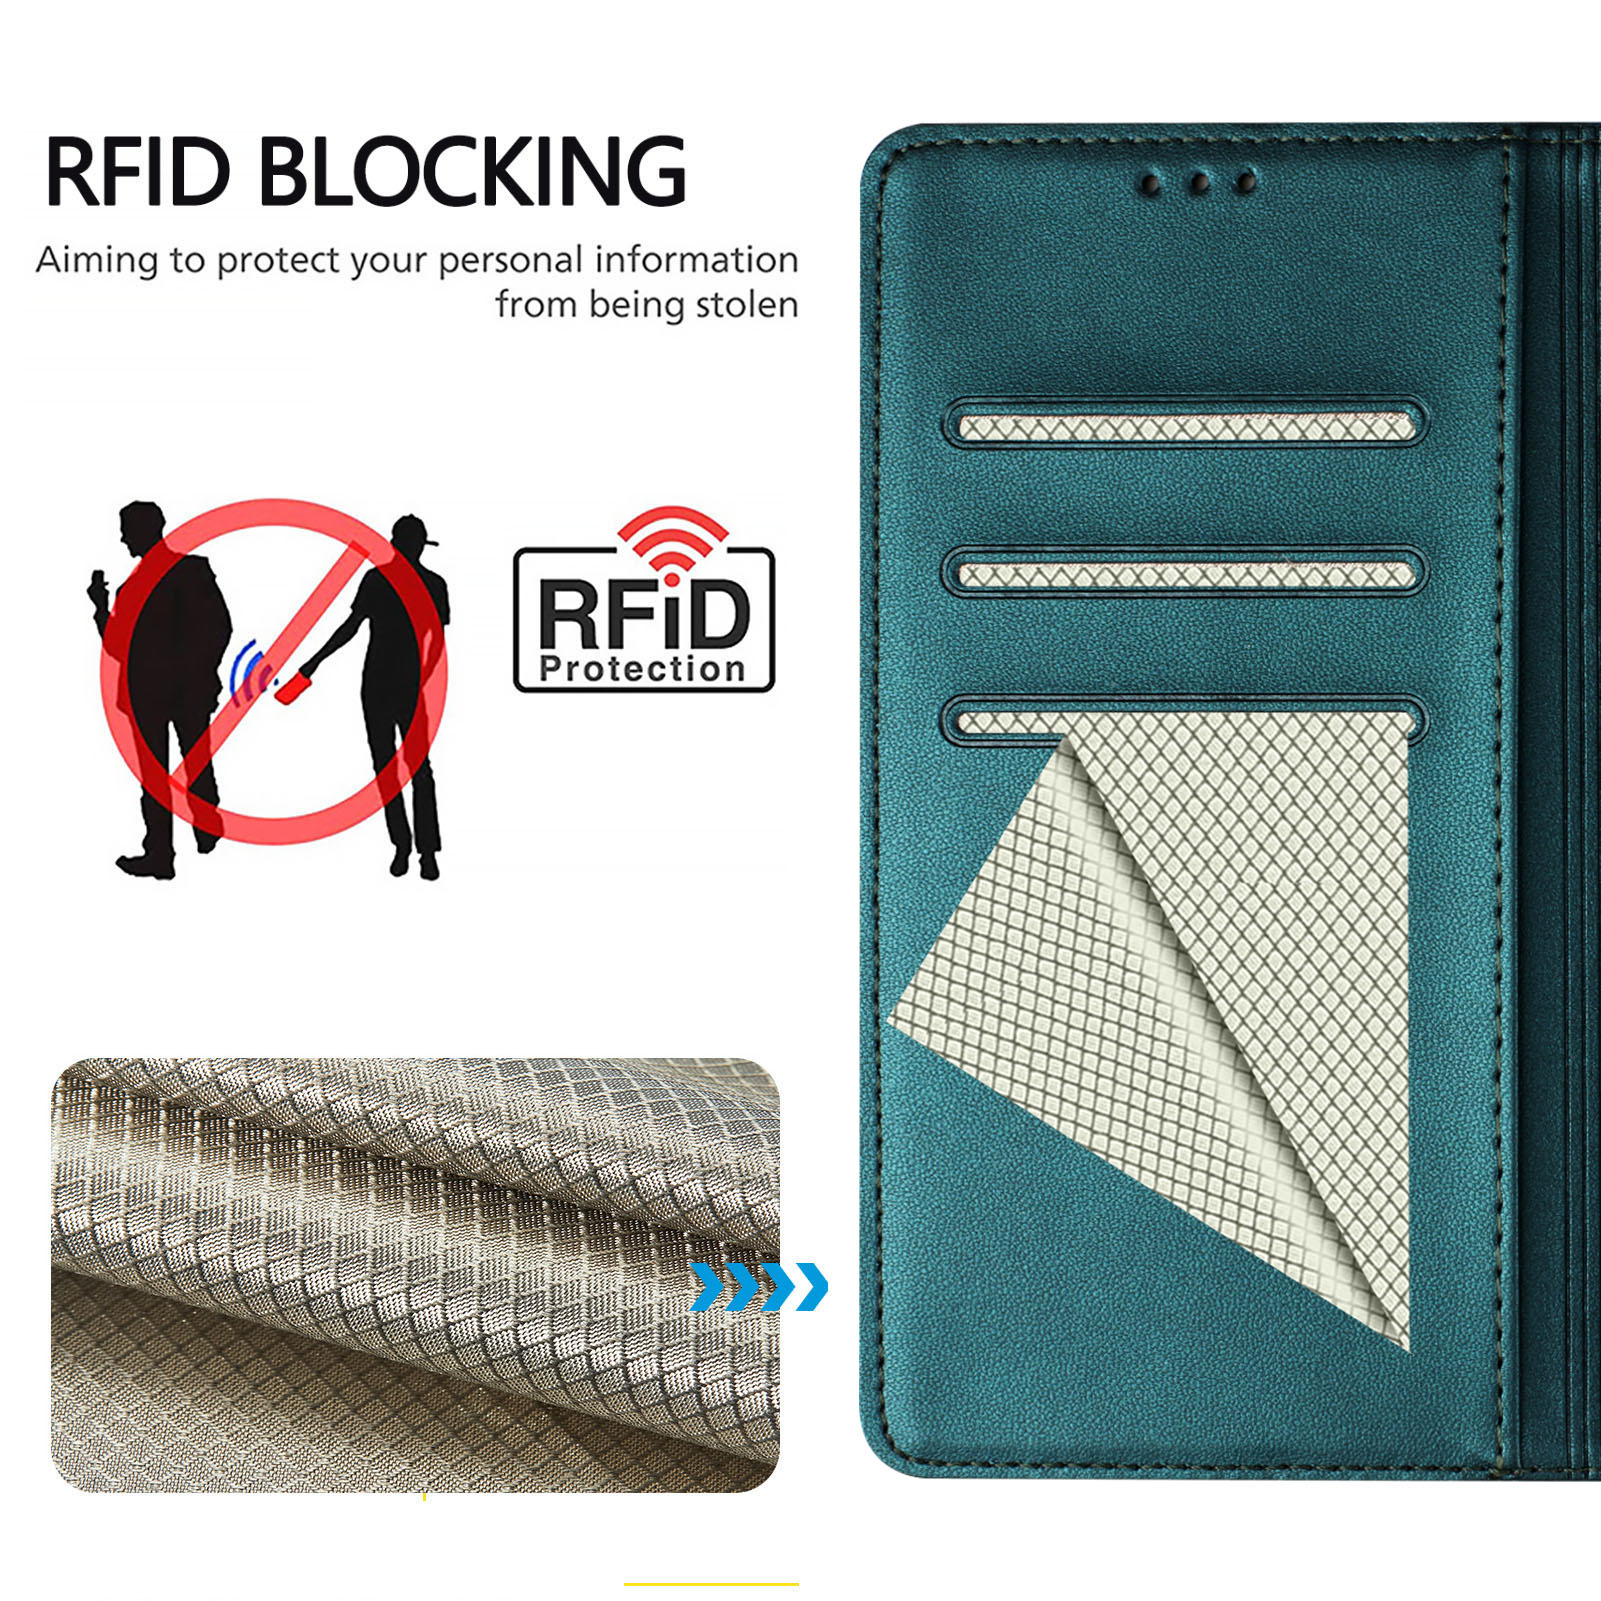 RFID BLOCKING
Aiming to protect your personal information
from being stolen
RFiD
Protection